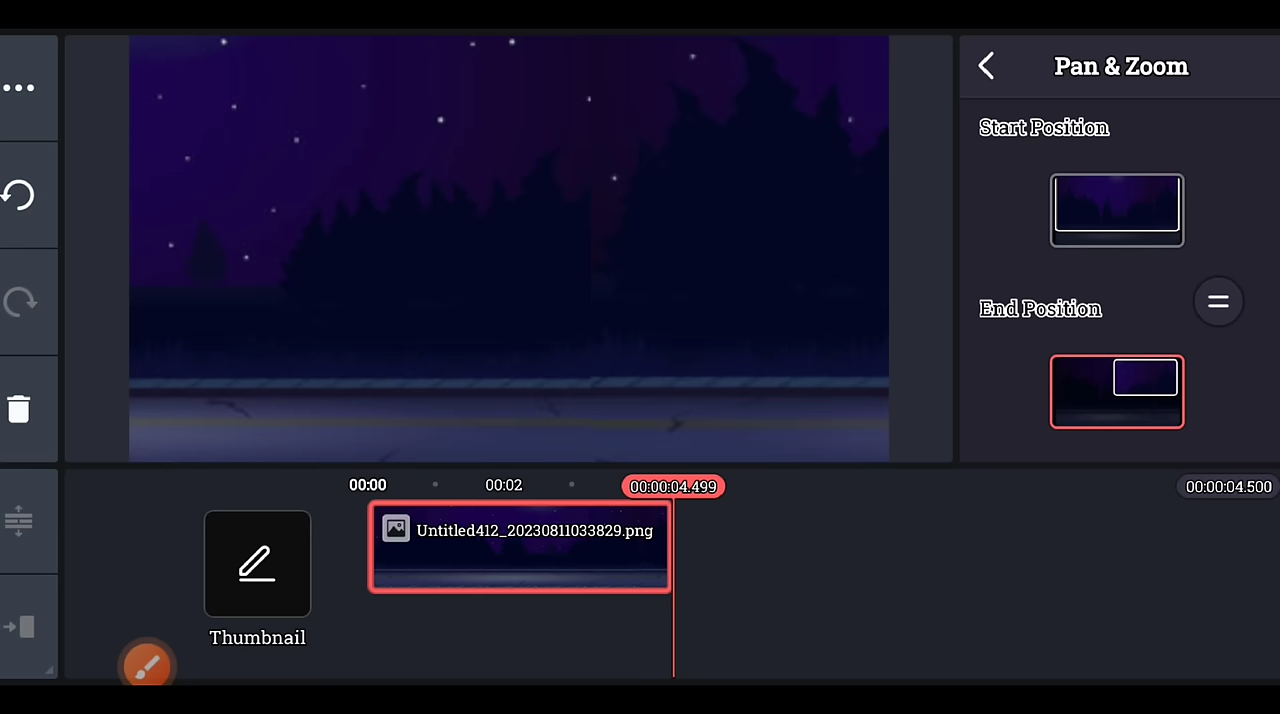 Pan & Zoom
Start Position
End Position
00:00
00:02
00:00:04.499
00:00:04.500
Untitled412_20230811033829.png
Thumbnail